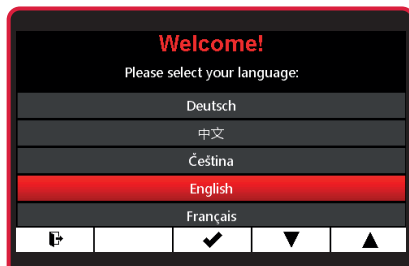 Welcome!
Please select your language:
Deutsch
中文
Čeština
English
Français